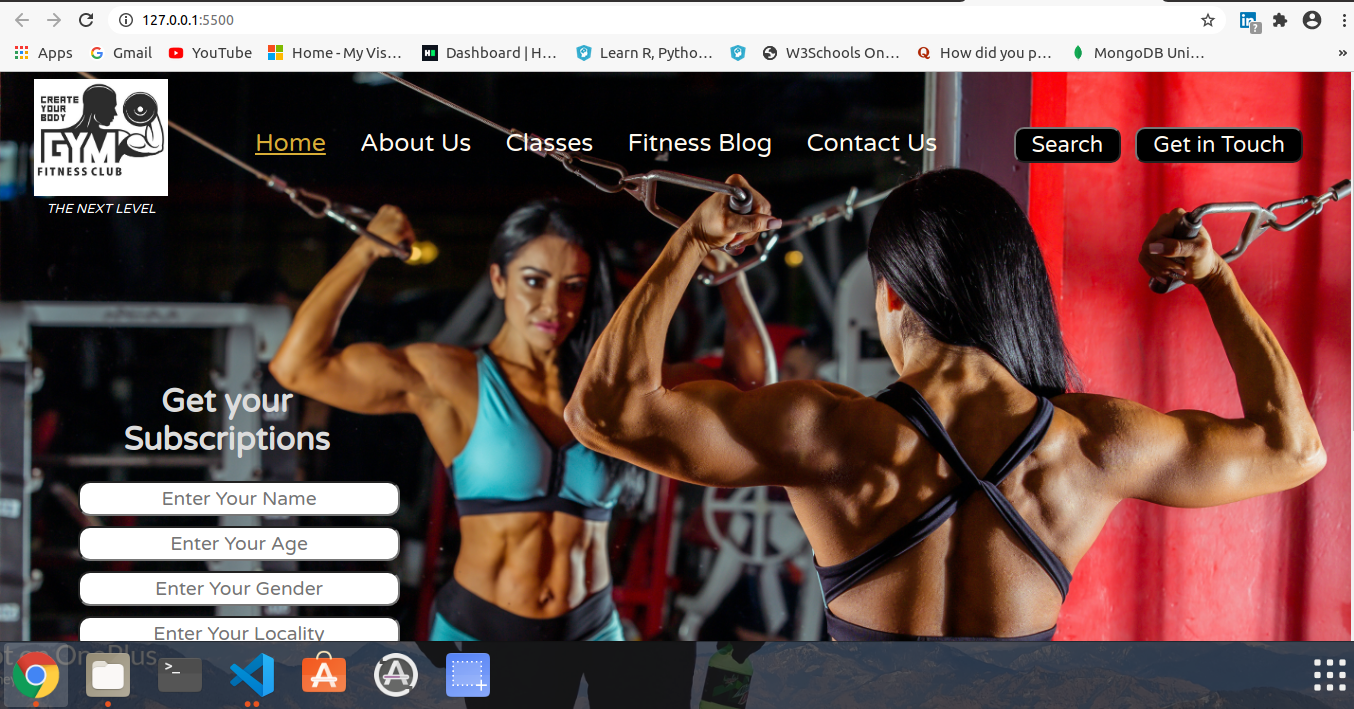 127.0.0.1:5500
Apps
Gmail
YouTube
Home - My Vis…
Dashboard | H…
Learn R, Pytho…
W3Schools On…
How did you p…
MongoDB Uni…
»
CREATE
YOUR
BODY
GYM
FITNESS CLUB
THE NEXT LEVEL
Home
About Us
Classes
Fitness Blog
Contact Us
Search
Get in Touch
Get your
Subscriptions
Enter Your Name
Enter Your Age
Enter Your Gender
Enter Your Locality
on OnePlus